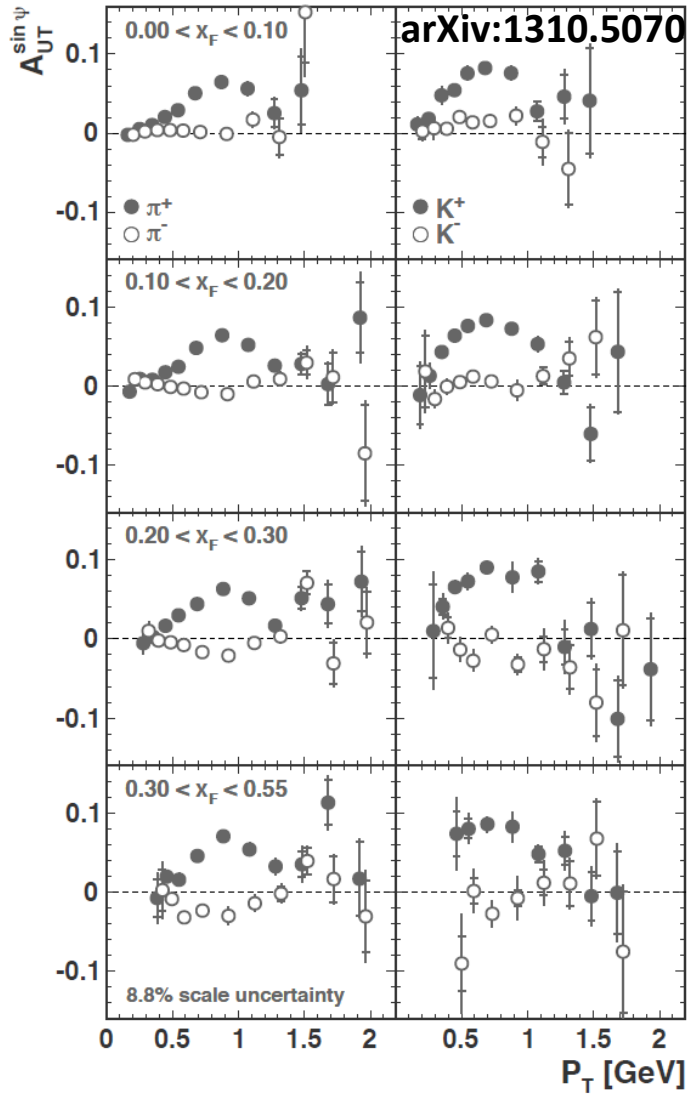 A_UT^sin ψ
arXiv:1310.5070
0.00 < x_F < 0.10
0.1
0
-0.1
π+
π-
K+
K-
0.10 < x_F < 0.20
0.1
0
-0.1
0.20 < x_F < 0.30
0.1
0
-0.1
0.30 < x_F < 0.55
0.1
0
-0.1
8.8% scale uncertainty
0 0.5 1 1.5 2 0.5 1 1.5 2
P_T [GeV]